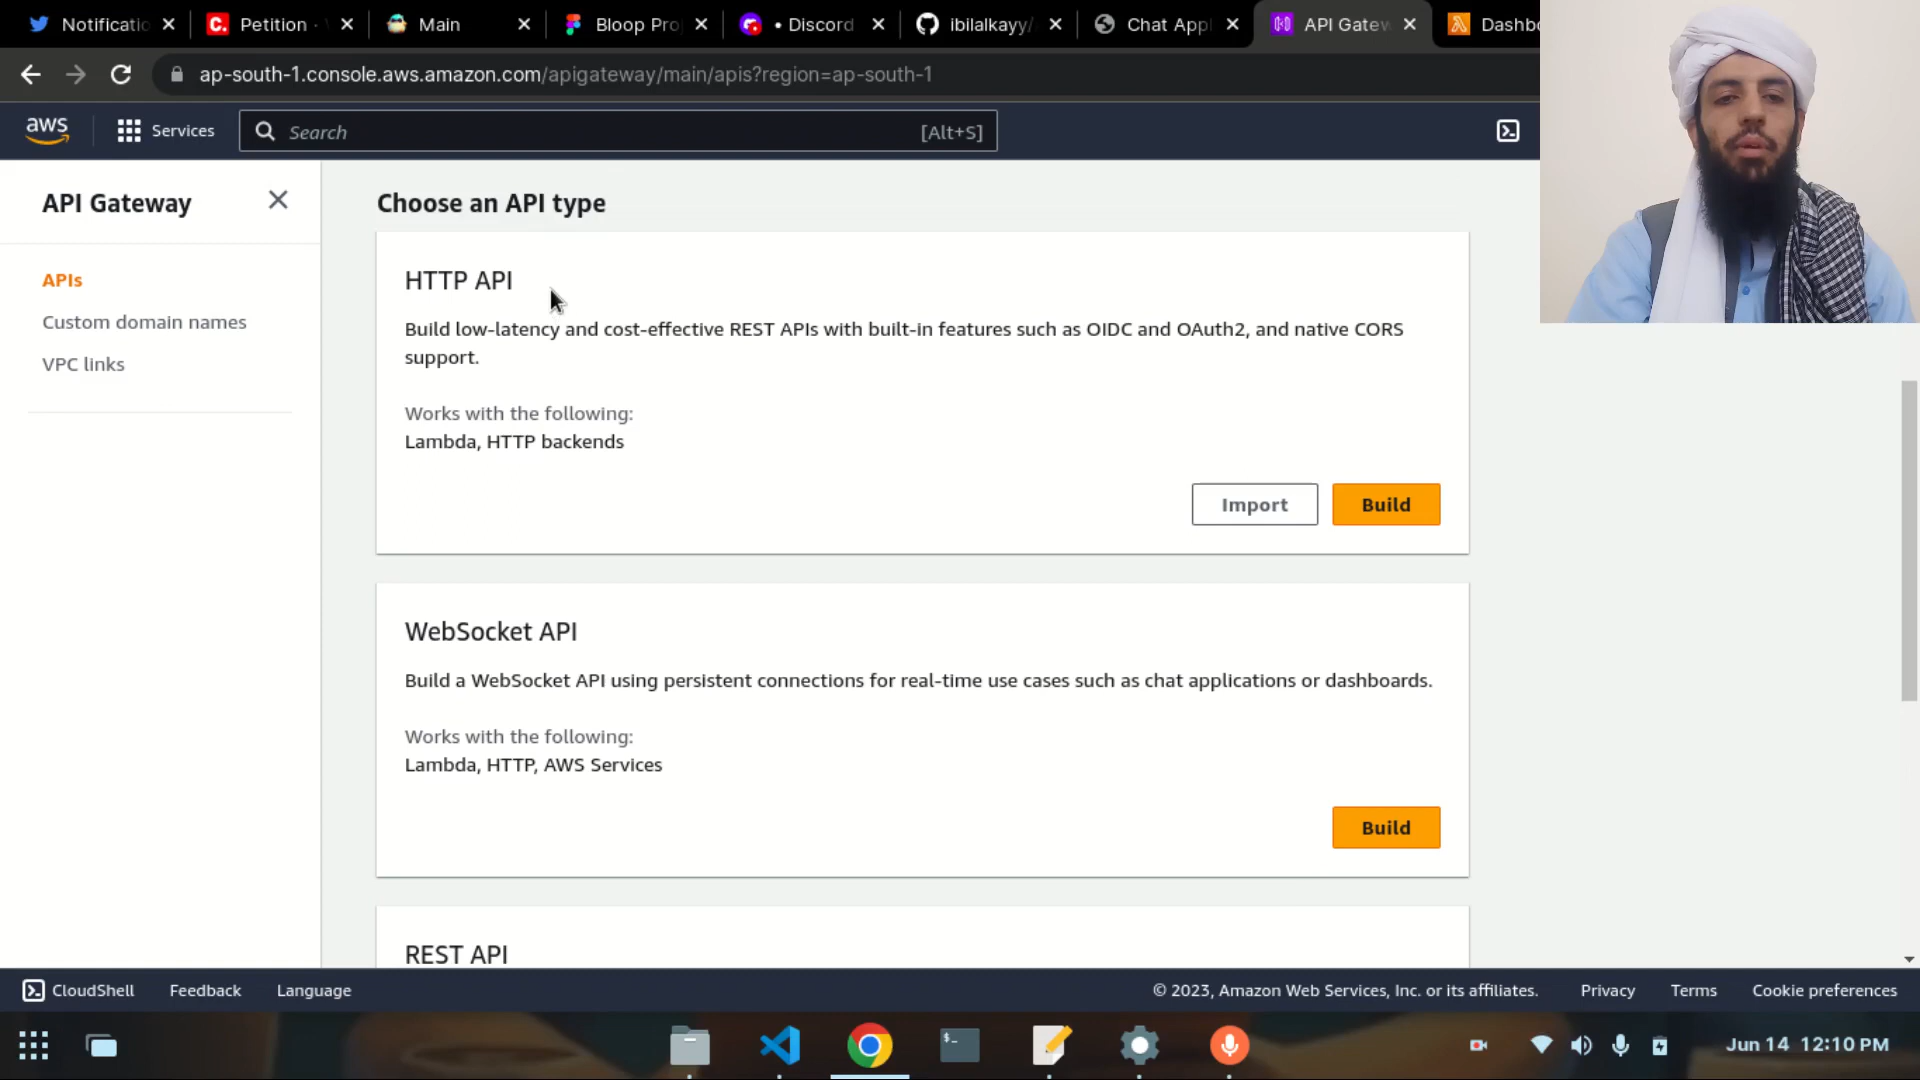 Notificatio
Petition ·
Main
Bloop Pro
• Discord
ibilalkayy/
Chat App
API Gatew
Dashbo
ap-south-1.console.aws.amazon.com/apigateway/main/apis?region=ap-south-1
aws
Services
Search
[Alt+S]
API Gateway
APIs
Custom domain names
VPC links
Choose an API type
HTTP API
Build low-latency and cost-effective REST APIs with built-in features such as OIDC and OAuth2, and native CORS
support.
Works with the following:
Lambda, HTTP backends
Import
Build
WebSocket API
Build a WebSocket API using persistent connections for real-time use cases such as chat applications or dashboards.
Works with the following:
Lambda, HTTP, AWS Services
Build
REST API
CloudShell
Feedback
Language
© 2023, Amazon Web Services, Inc. or its affiliates.
Privacy
Terms
Cookie preferences
Jun 14 12:10 PM